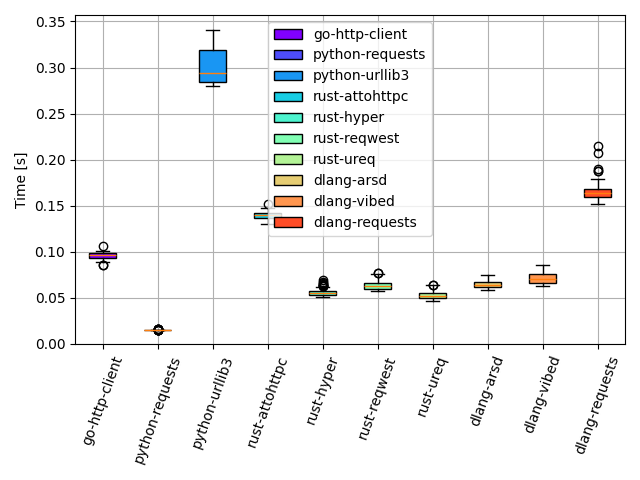 0.35
0.30
0.25
0.20
0.15
0.10
0.05
0.00
Time [s]
go-http-client
python-requests
python-urllib3
rust-attohttpc
rust-hyper
rust-reqwest
rust-ureq
dlang-arsd
dlang-vibed
dlang-requests
go-http-client
python-requests
python-urllib3
rust-attohttpc
rust-hyper
rust-reqwest
rust-ureq
dlang-arsd
dlang-vibed
dlang-requests